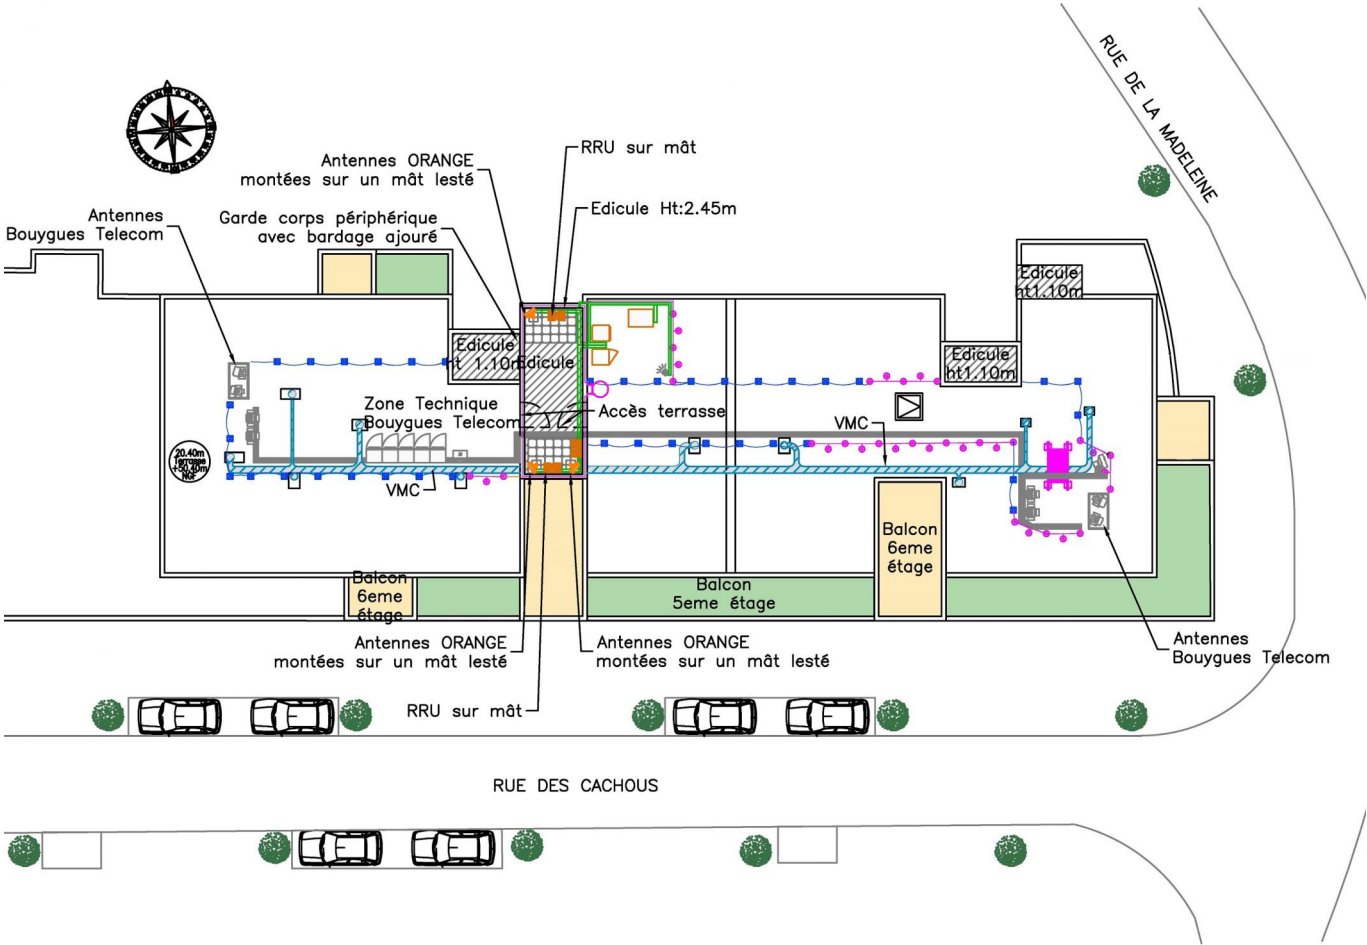 RUE DE LA MADELEINE
RRU sur mât
Antennes ORANGE
montées sur un mât lesté
Edicule Ht:2.45m
Antennes
Bouygues Telecom
Garde corps périphérique
avec bardage ajouré
Edicule
ht1.10m
Edicule
ht 1.10m
Edicule
Edicule
ht1.10m
Zone Technique
Bouygues Telecom
Accès terrasse
VMC
20.40m
Terrasse
+50.40m
NGF
VMC
Balcon
6eme
étage
Balcon
6eme
étage
Balcon
5eme étage
Antennes ORANGE
montées sur un mât lesté
Antennes ORANGE
montées sur un mât lesté
Antennes
Bouygues Telecom
RRU sur mât
RUE DES CACHOUS